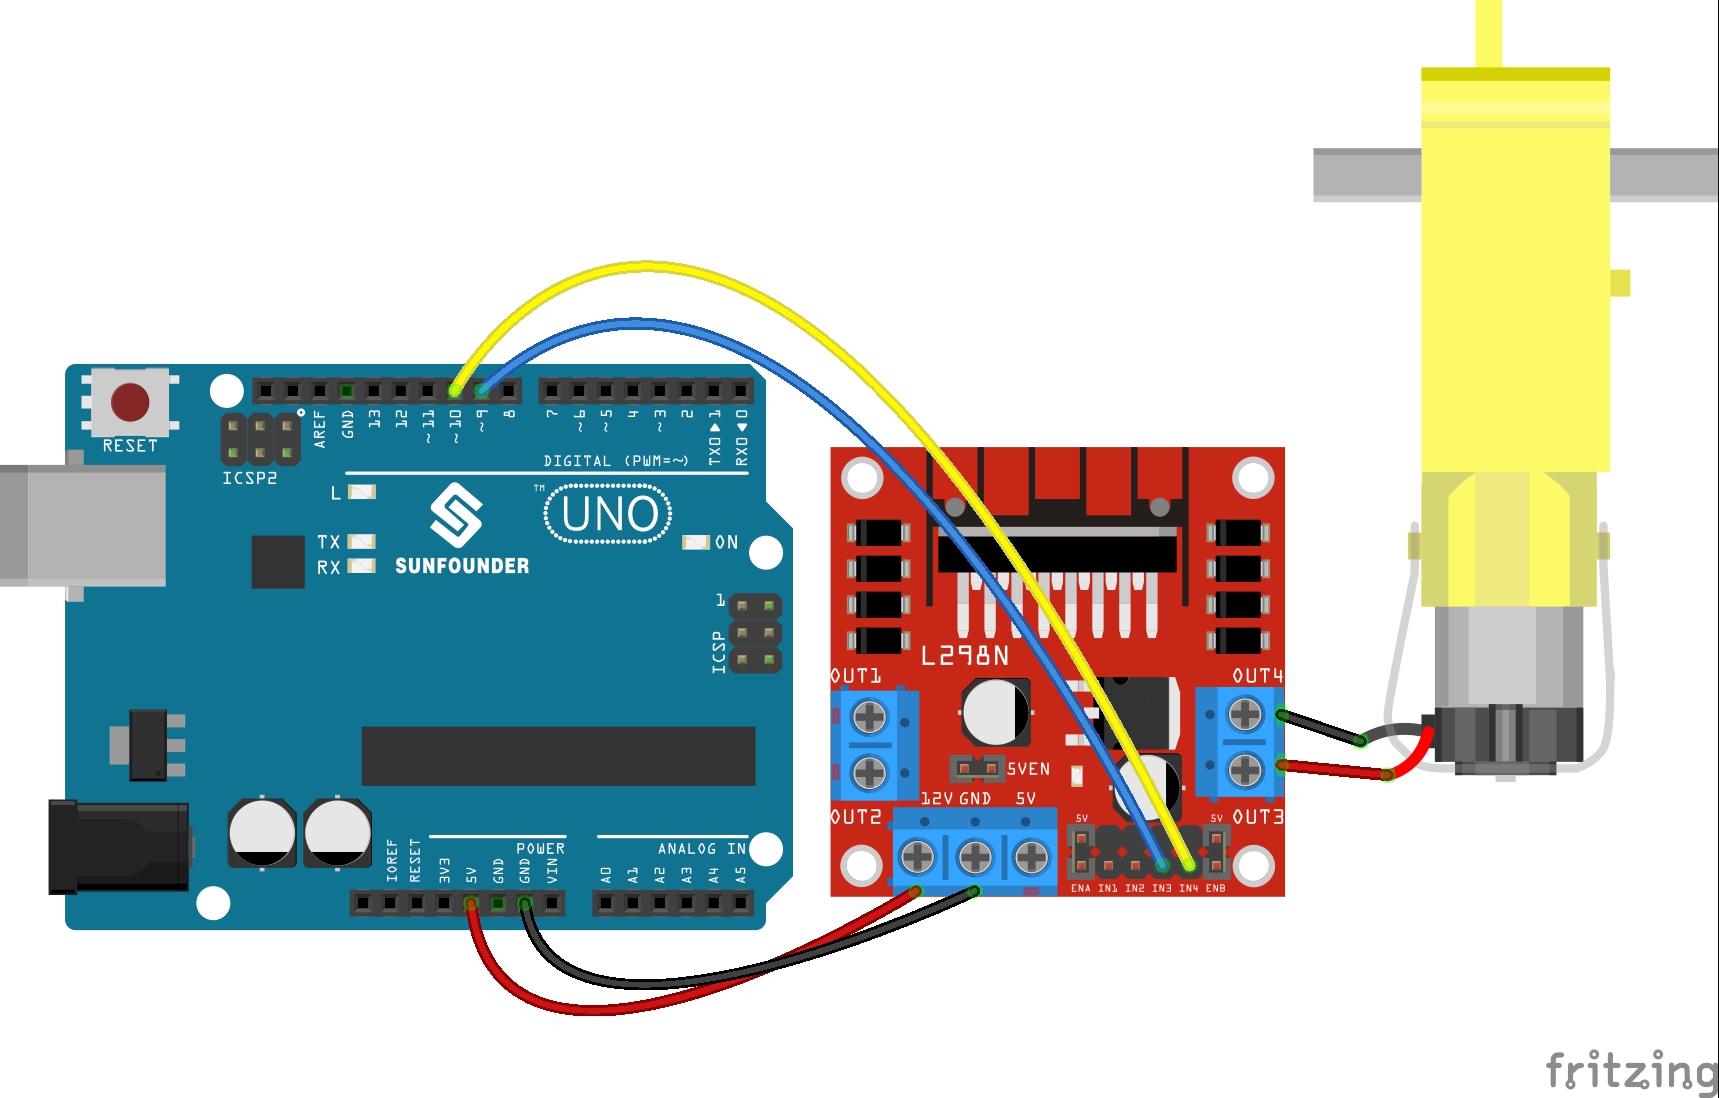 RESET
ICSP2
AREF
GND
13
12
~11
~10
~9
8
7
~6
~5
4
~3
2
TX0▶1
RX0◀0
DIGITAL (PWM=~)
L
TX
RX
SUNFOUNDER
TM
UNO
ON
1
ICSP
IOREF
RESET
3V3
5V
GND
GND
VIN
POWER
ANALOG IN
A0
A1
A2
A3
A4
A5
L298N
OUT1
OUT2
OUT4
OUT3
5VEN
12V GND 5V
5V
5V
ENA IN1 IN2 IN3 IN4 ENB
fritzing